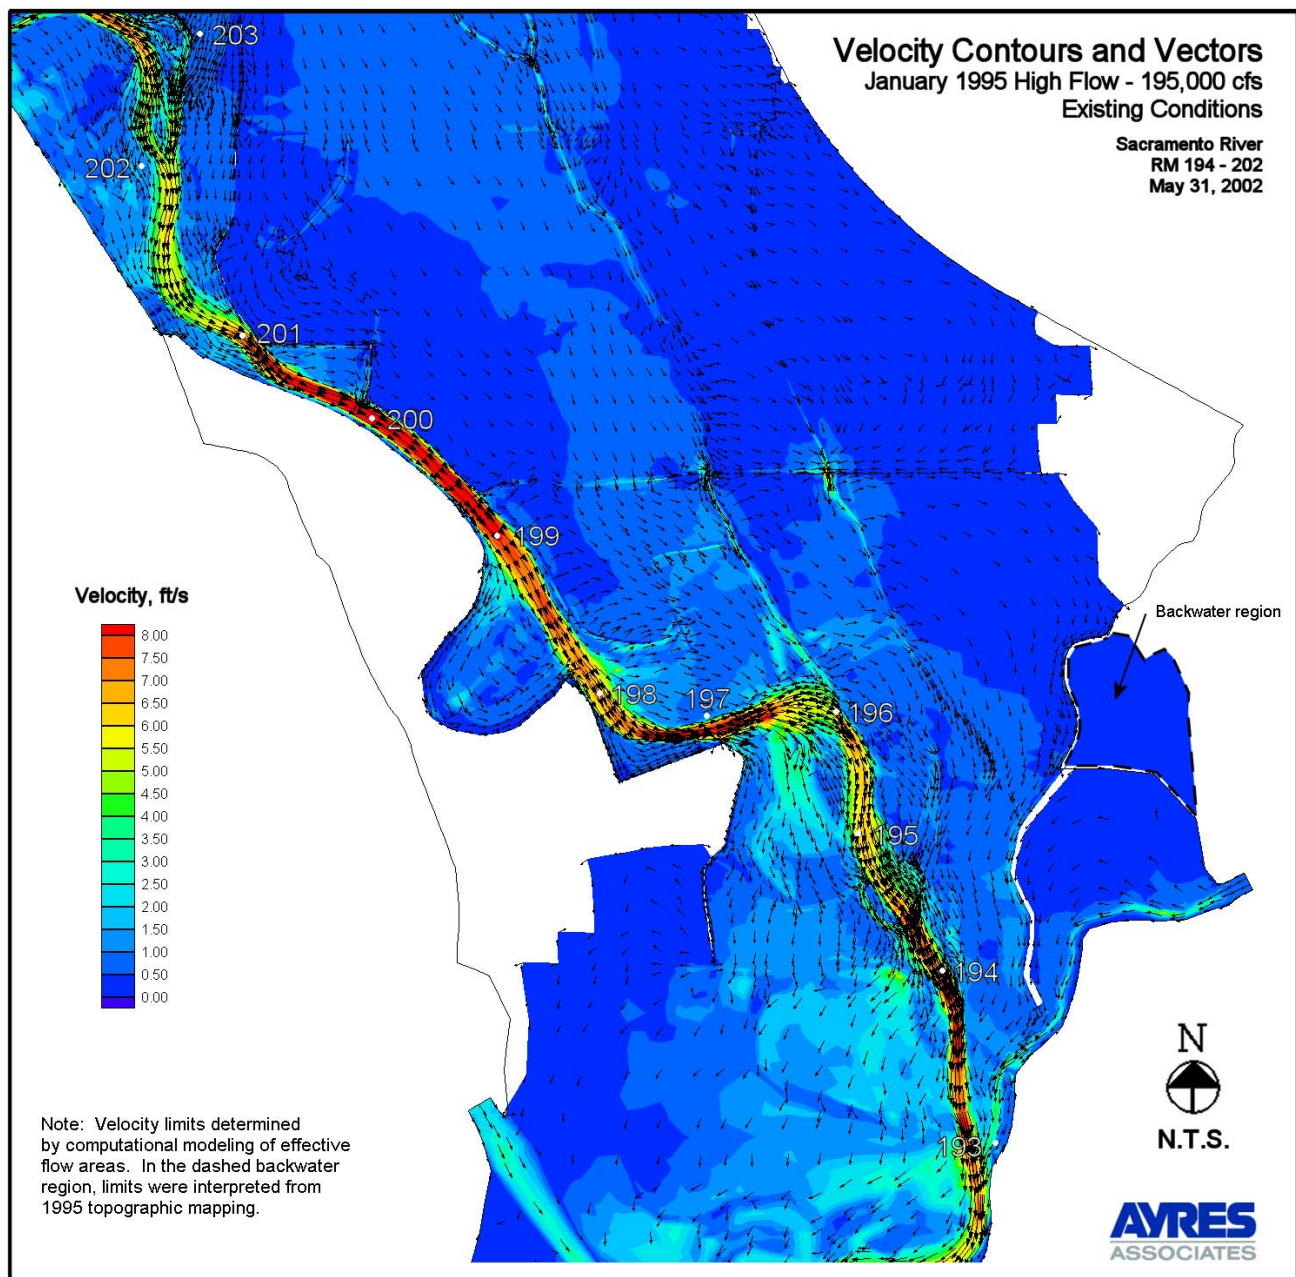 Velocity Contours and Vectors
January 1995 High Flow - 195,000 cfs
Existing Conditions
Sacramento River
RM 194 - 202
May 31, 2002
203
202
201
200
199
198
197
196
195
194
193
Backwater region
Velocity, ft/s
8.00
7.50
7.00
6.50
6.00
5.50
5.00
4.50
4.00
3.50
3.00
2.50
2.00
1.50
1.00
0.50
0.00
Note: Velocity limits determined
by computational modeling of effective
flow areas. In the dashed backwater
region, limits were interpreted from
1995 topographic mapping.
N
N.T.S.
AYRES
ASSOCIATES